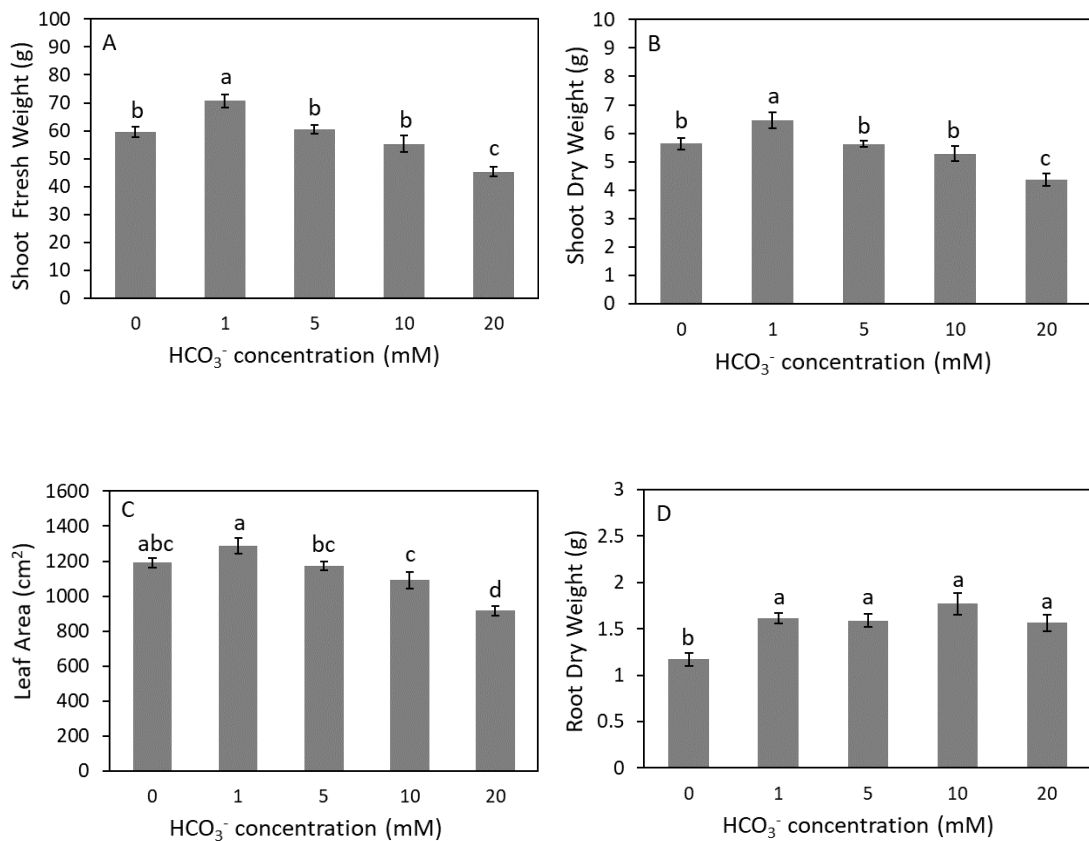 A
Shoot Ftresh Weight (g)
100
90
80
70
60
50
40
30
20
10
0
b
a
b
b
c
0 1 5 10 20
HCO₃⁻ concentration (mM)
B
Shoot Dry Weight (g)
10
9
8
7
6
5
4
3
2
1
0
b
a
b
b
c
0 1 5 10 20
HCO₃⁻ concentration (mM)
C
Leaf Area (cm²)
1600
1400
1200
1000
800
600
400
200
0
abc
a
bc
c
d
0 1 5 10 20
HCO₃⁻ concentration (mM)
D
Root Dry Weight (g)
3
2.5
2
1.5
1
0.5
0
b
a
a
a
a
0 1 5 10 20
HCO₃⁻ concentration (mM)